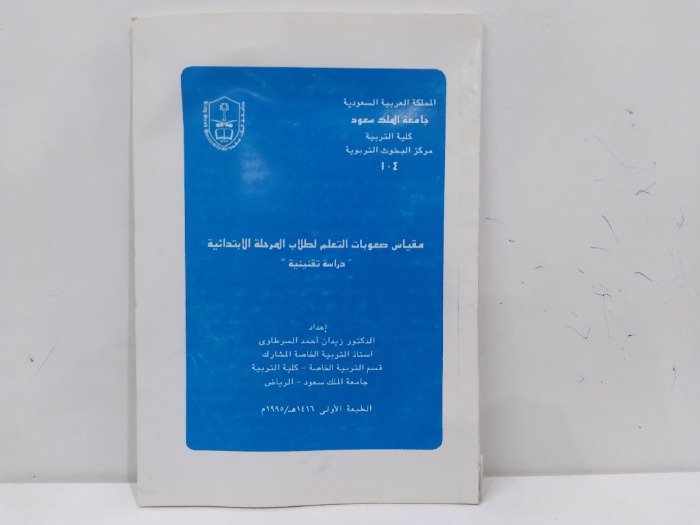 المملكة العربية السعودية
جامعة الملك سعود
كلية التربية
مركز البحوث التربوية
١٠٤
مقياس صعوبات التعلم لطلاب المرحلة الابتدائية
" دراسة تقنينية "
إعداد
الدكتور زيدان أحمد السرطاوى
استاذ التربية الخاصة المشارك
قسم التربية الخاصة - كلية التربية
جامعة الملك سعود - الرياض
الطبعة الأولى ١٤١٦هـ/١٩٩٥م